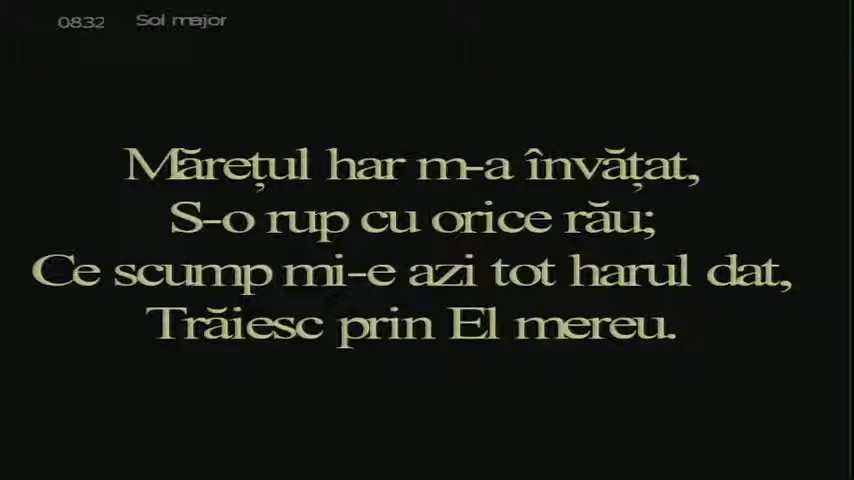 0832 Sol major
Mărețul har m-a învățat,
S-o rup cu orice rău;
Ce scump mi-e azi tot harul dat,
Trăiesc prin El mereu.